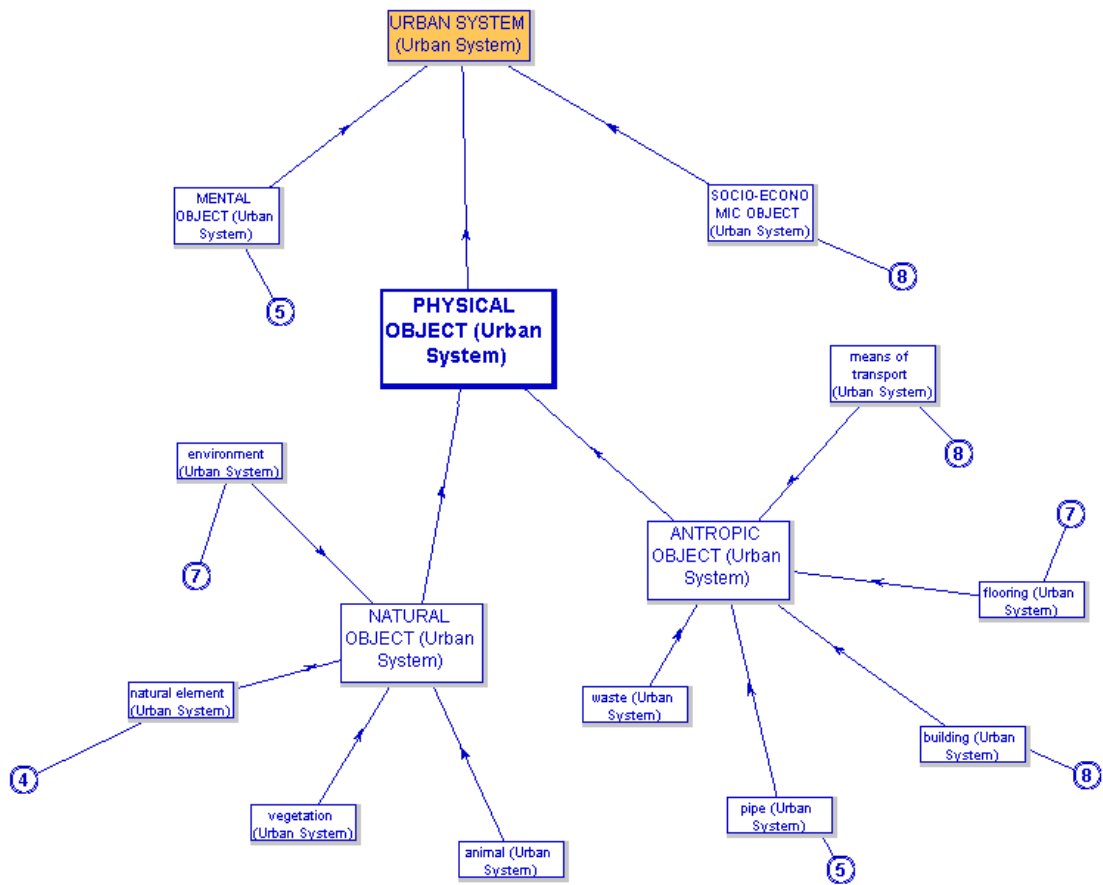 URBAN SYSTEM
(Urban System)
MENTAL
OBJECT (Urban
System)
5
SOCIO-ECONO
MIC OBJECT
(Urban System)
8
PHYSICAL
OBJECT (Urban
System)
means of
transport
(Urban System)
8
environment
(Urban System)
7
ANTROPIC
OBJECT (Urban
System)
7
flooring (Urban
System)
NATURAL
OBJECT (Urban
System)
natural element
(Urban System)
4
waste (Urban
System)
building (Urban
System)
8
vegetation
(Urban System)
animal (Urban
System)
pipe (Urban
System)
5